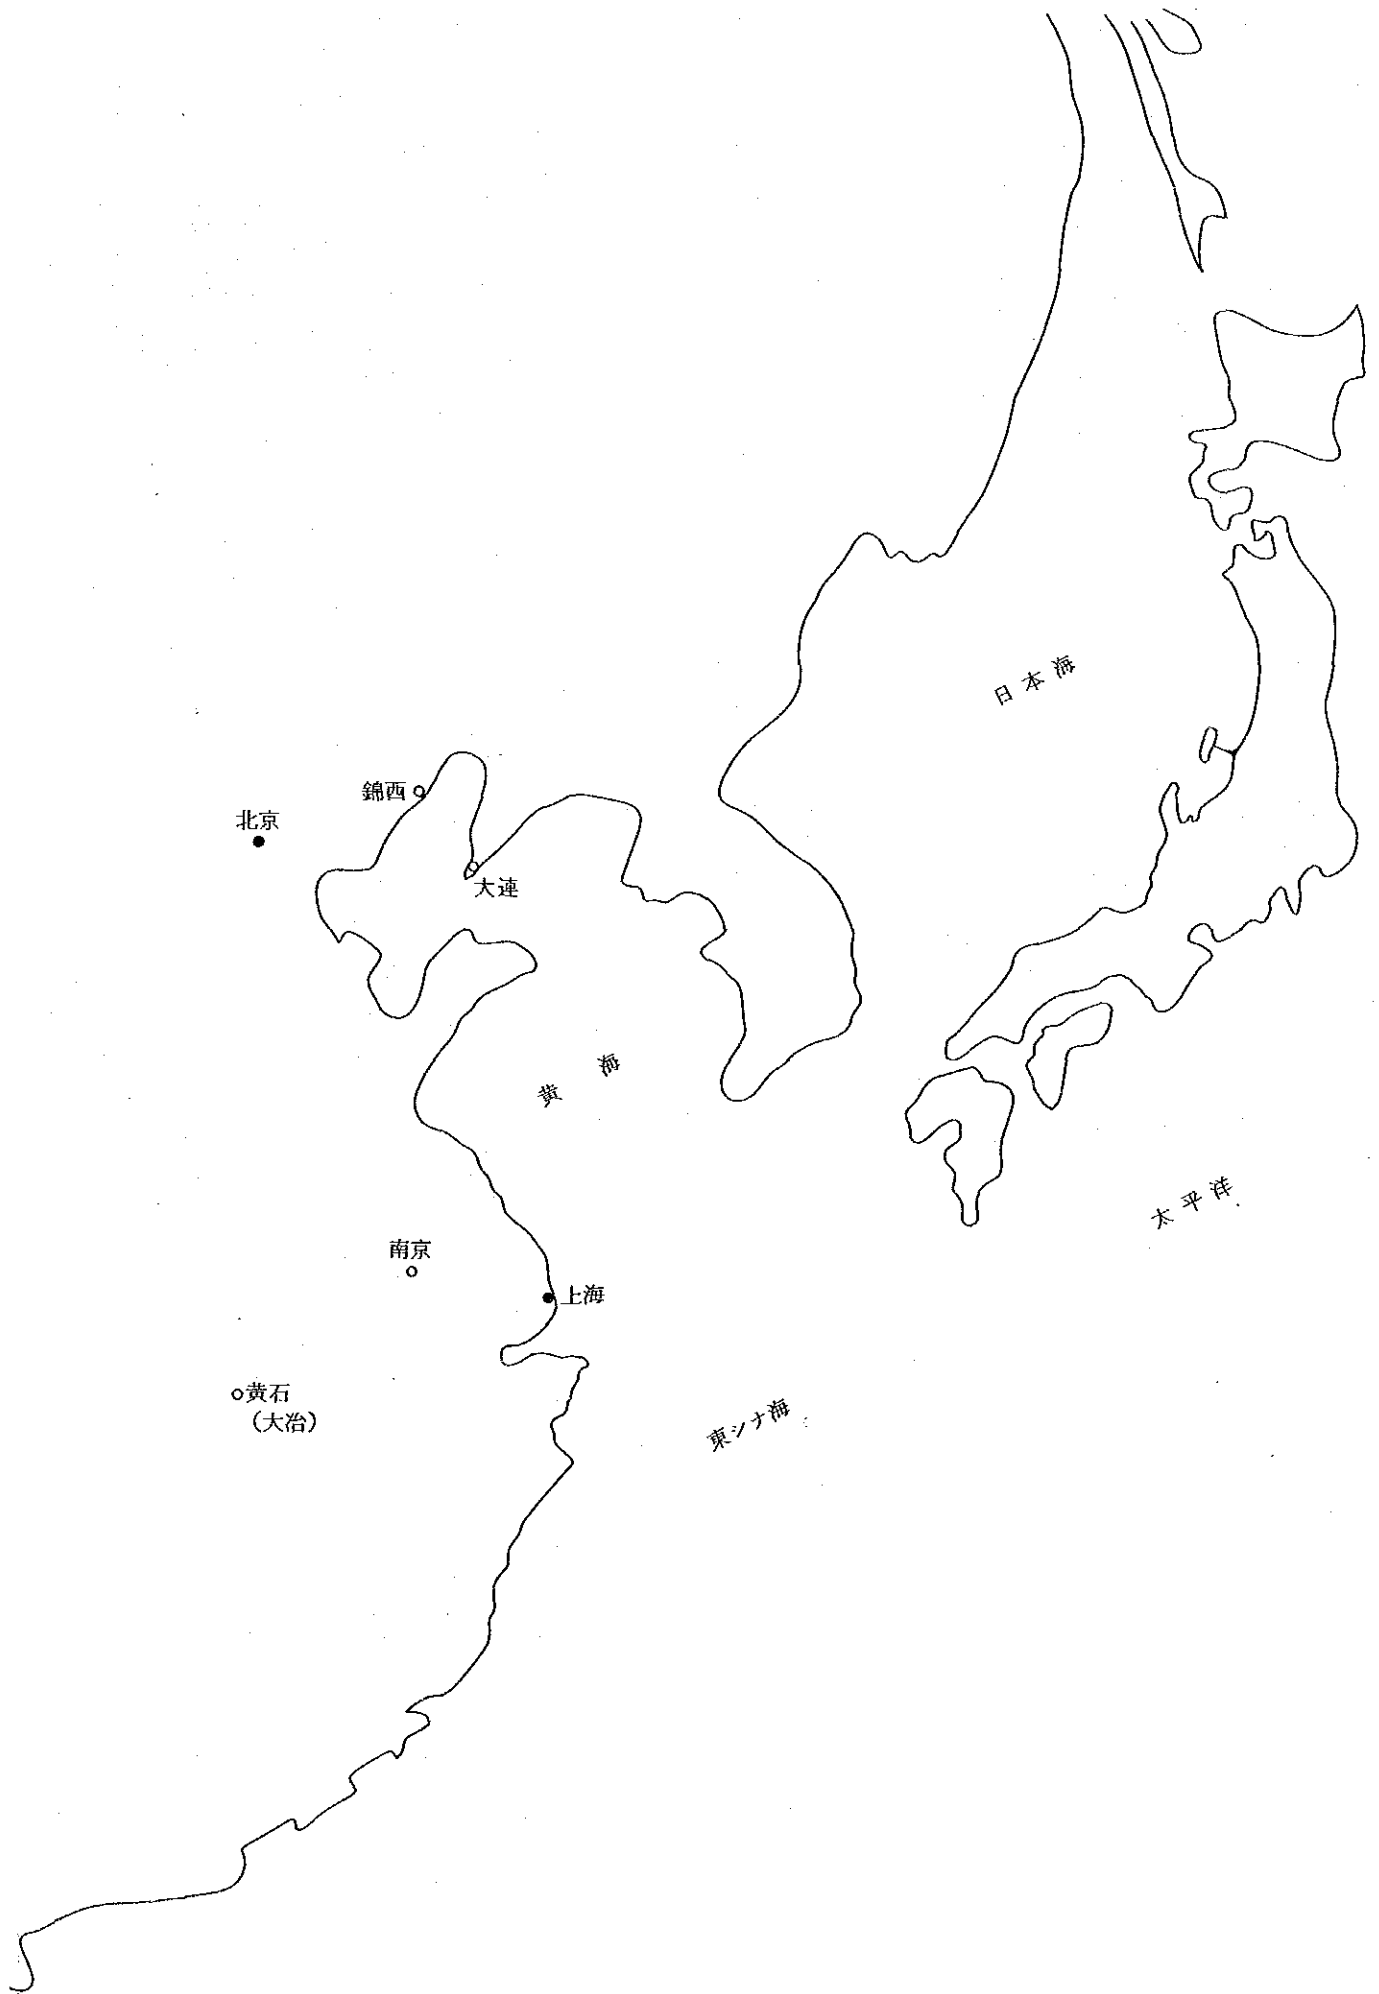 日本海
錦西
北京
大連
黄海
太平洋
南京
上海
黄石
(大冶)
東シナ海